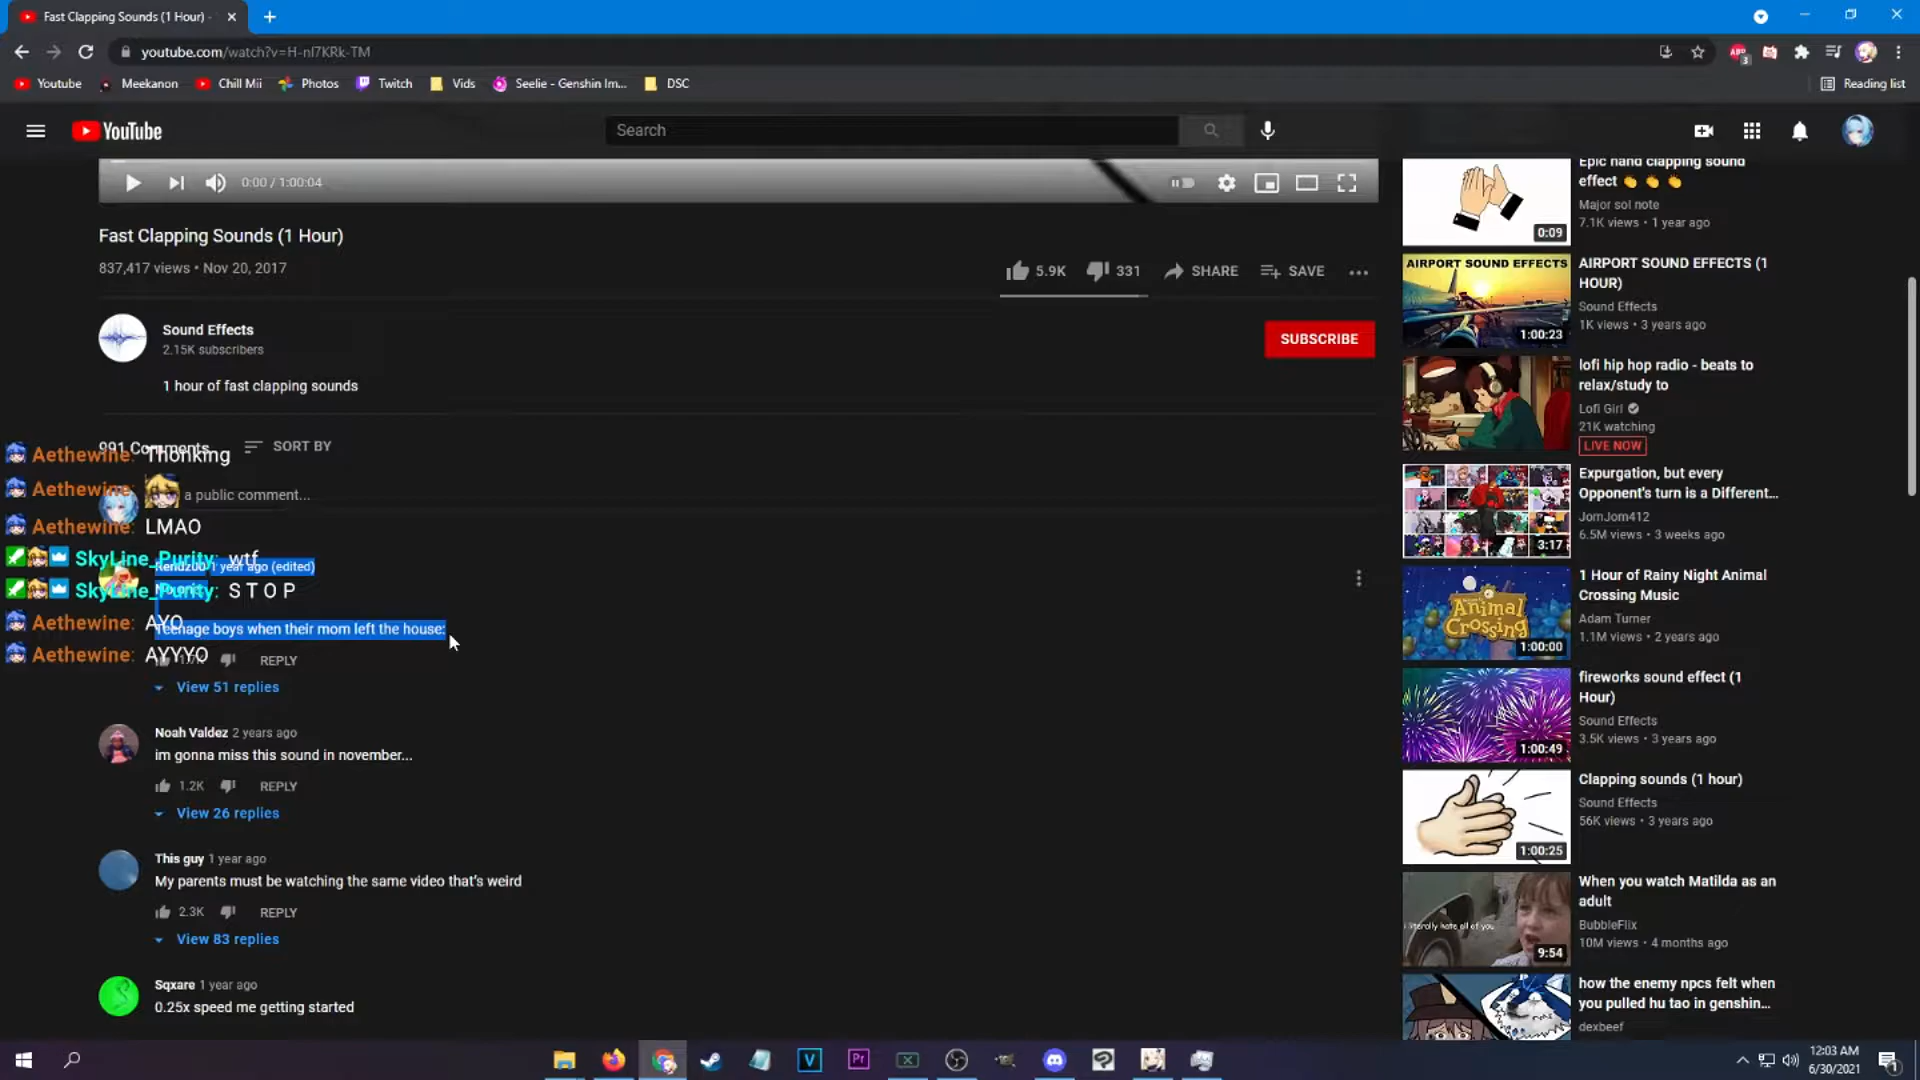 Fast Clapping Sounds (1 Hour) -
youtube.com/watch?v=H-nl7KRk-TM
3
Youtube
Meekanon
Chill Mii
Photos
Twitch
Vids
Seelie - Genshin Im...
DSC
Reading list
YouTube
Search
0:00 / 1:00:04
Fast Clapping Sounds (1 Hour)
837,417 views • Nov 20, 2017
5.9K
331
SHARE
SAVE
Sound Effects
2.15K subscribers
SUBSCRIBE
1 hour of fast clapping sounds
991 Comments
SORT BY
a public comment...
Aethewine: Thonking
Aethewine:
Aethewine: LMAO
SkyLine_Purity: wtf
SkyLine_Purity: S T O P
Aethewine: AYO
Aethewine: AYYYO
1 year ago (edited)
Teenage boys when their mom left the house:
REPLY
View 51 replies
Noah Valdez 2 years ago
im gonna miss this sound in november...
1.2K
REPLY
View 26 replies
This guy 1 year ago
My parents must be watching the same video that's weird
2.3K
REPLY
View 83 replies
Sqxare 1 year ago
0.25x speed me getting started
Epic hand clapping sound
effect 👏 👏 👏
Major sol note
7.1K views • 1 year ago
0:09
AIRPORT SOUND EFFECTS
1:00:23
AIRPORT SOUND EFFECTS (1
HOUR)
Sound Effects
1K views • 3 years ago
lofi hip hop radio - beats to
relax/study to
Lofi Girl
21K watching
LIVE NOW
3:17
Expurgation, but every
Opponent's turn is a Different...
JomJom412
6.5M views • 3 weeks ago
Animal
Crossing
1:00:00
1 Hour of Rainy Night Animal
Crossing Music
Adam Turner
1.1M views • 2 years ago
1:00:49
fireworks sound effect (1
Hour)
Sound Effects
3.5K views • 3 years ago
1:00:25
Clapping sounds (1 hour)
Sound Effects
56K views • 3 years ago
i literally hate all of you
9:54
When you watch Matilda as an
adult
BubbleFlix
10M views • 4 months ago
how the enemy npcs felt when
you pulled hu tao in genshin...
dexbeef
V
Pr
12:03 AM
6/30/2021
1